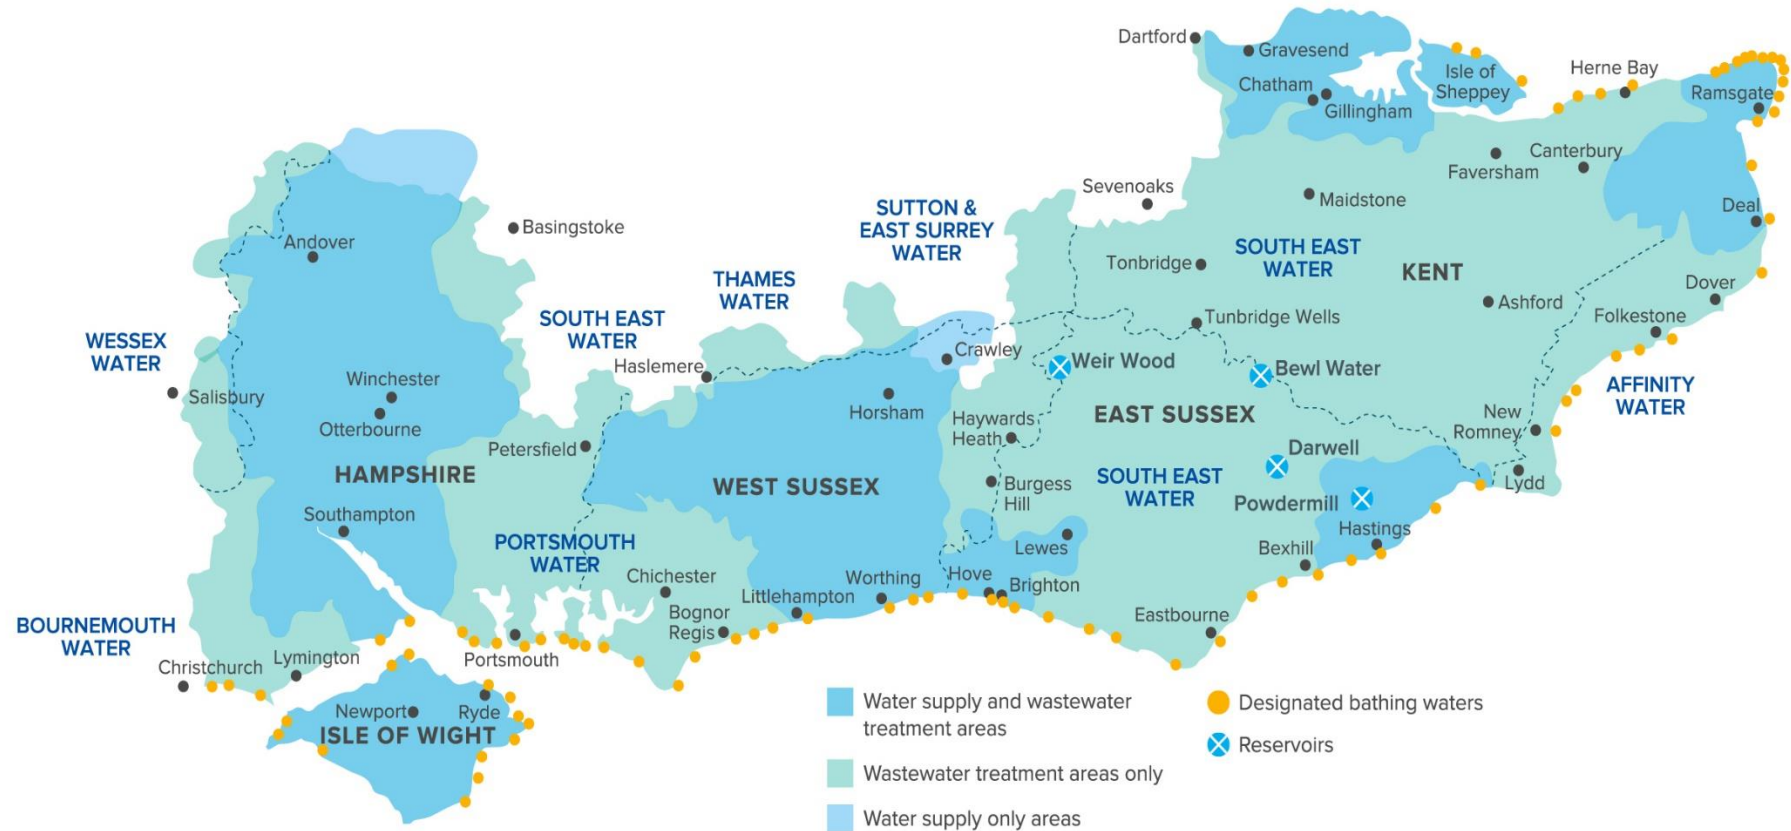 Dartford
Gravesend
Chatham
Gillingham
Isle of
Sheppey
Herne Bay
Ramsgate
Faversham
Canterbury
Sevenoaks
Maidstone
Deal
Basingstoke
Andover
SUTTON &
EAST SURREY
WATER
SOUTH EAST
WATER
KENT
Tonbridge
THAMES
WATER
SOUTH EAST
WATER
Ashford
Dover
Folkestone
Tunbridge Wells
WESSEX
WATER
Haslemere
Crawley
Weir Wood
Bewl Water
AFFINITY
WATER
Salisbury
Winchester
Otterbourne
Horsham
Haywards
Heath
EAST SUSSEX
New
Romney
Petersfield
Darwell
HAMPSHIRE
WEST SUSSEX
Burgess
Hill
SOUTH EAST
WATER
Powdermill
Lydd
Southampton
Hastings
PORTSMOUTH
WATER
Lewes
Bexhill
Chichester
Worthing
Hove
Brighton
Littlehampton
Bognor
Regis
Eastbourne
BOURNEMOUTH
WATER
Christchurch
Lymington
Portsmouth
Newport
Ryde
ISLE OF WIGHT
Water supply and wastewater
treatment areas
Wastewater treatment areas only
Water supply only areas
Designated bathing waters
Reservoirs